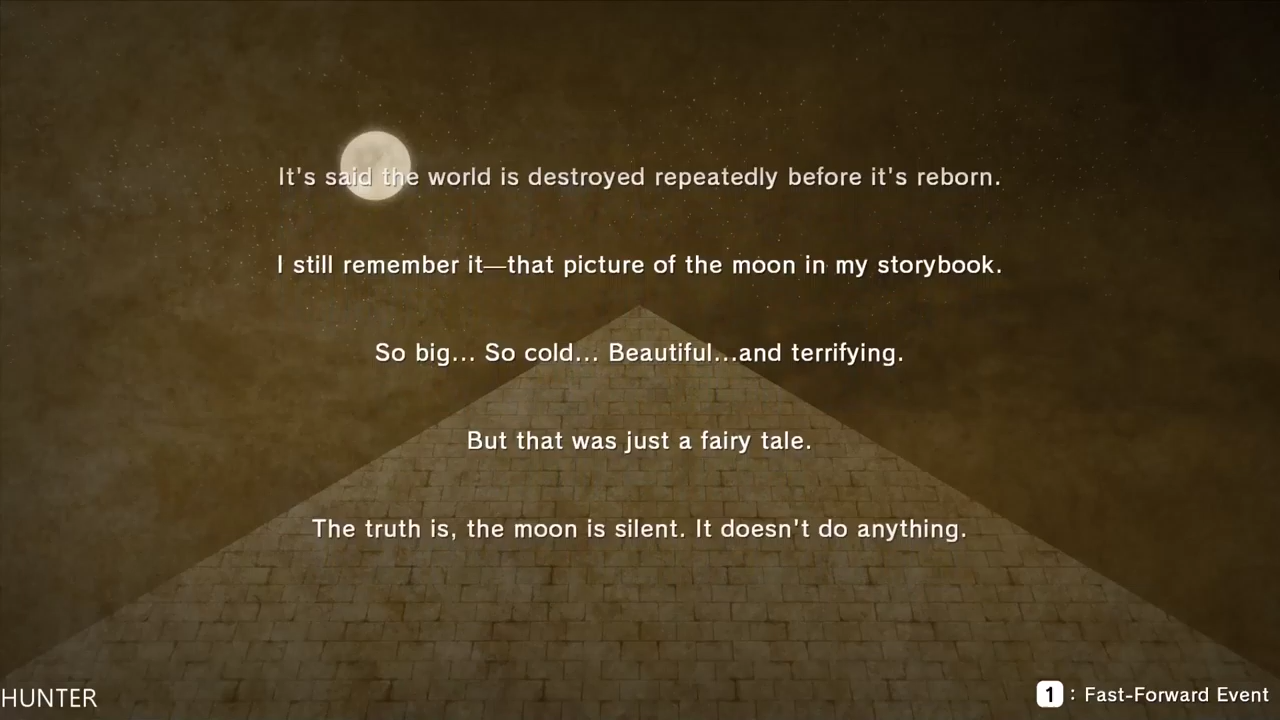 It's said the world is destroyed repeatedly before it's reborn.
I still remember it—that picture of the moon in my storybook.
So big... So cold... Beautiful...and terrifying.
But that was just a fairy tale.
The truth is, the moon is silent. It doesn't do anything.
HUNTER
1 : Fast-Forward Event